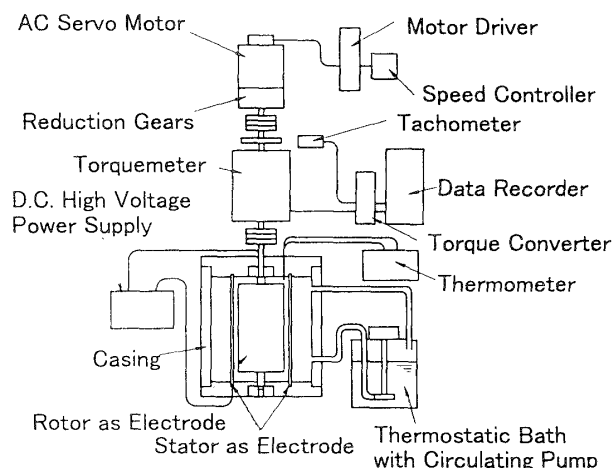 AC Servo Motor
Motor Driver
Speed Controller
Reduction Gears
Tachometer
Torquemeter
Data Recorder
D.C. High Voltage
Power Supply
Torque Converter
Thermometer
Casing
Rotor as Electrode
Stator as Electrode
Thermostatic Bath
with Circulating Pump